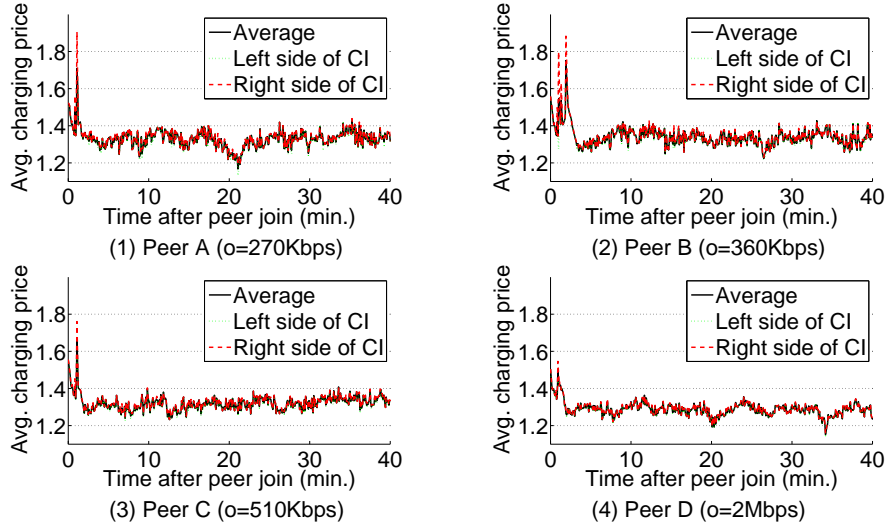 Avg. charging price
1.8
1.6
1.4
1.2
Average
Left side of CI
Right side of CI
0 10 20 30 40
Time after peer join (min.)
(1) Peer A (o=270Kbps)
Avg. charging price
1.8
1.6
1.4
1.2
Average
Left side of CI
Right side of CI
0 10 20 30 40
Time after peer join (min.)
(2) Peer B (o=360Kbps)
Avg. charging price
1.8
1.6
1.4
1.2
Average
Left side of CI
Right side of CI
0 10 20 30 40
Time after peer join (min.)
(3) Peer C (o=510Kbps)
Avg. charging price
1.8
1.6
1.4
1.2
Average
Left side of CI
Right side of CI
0 10 20 30 40
Time after peer join (min.)
(4) Peer D (o=2Mbps)